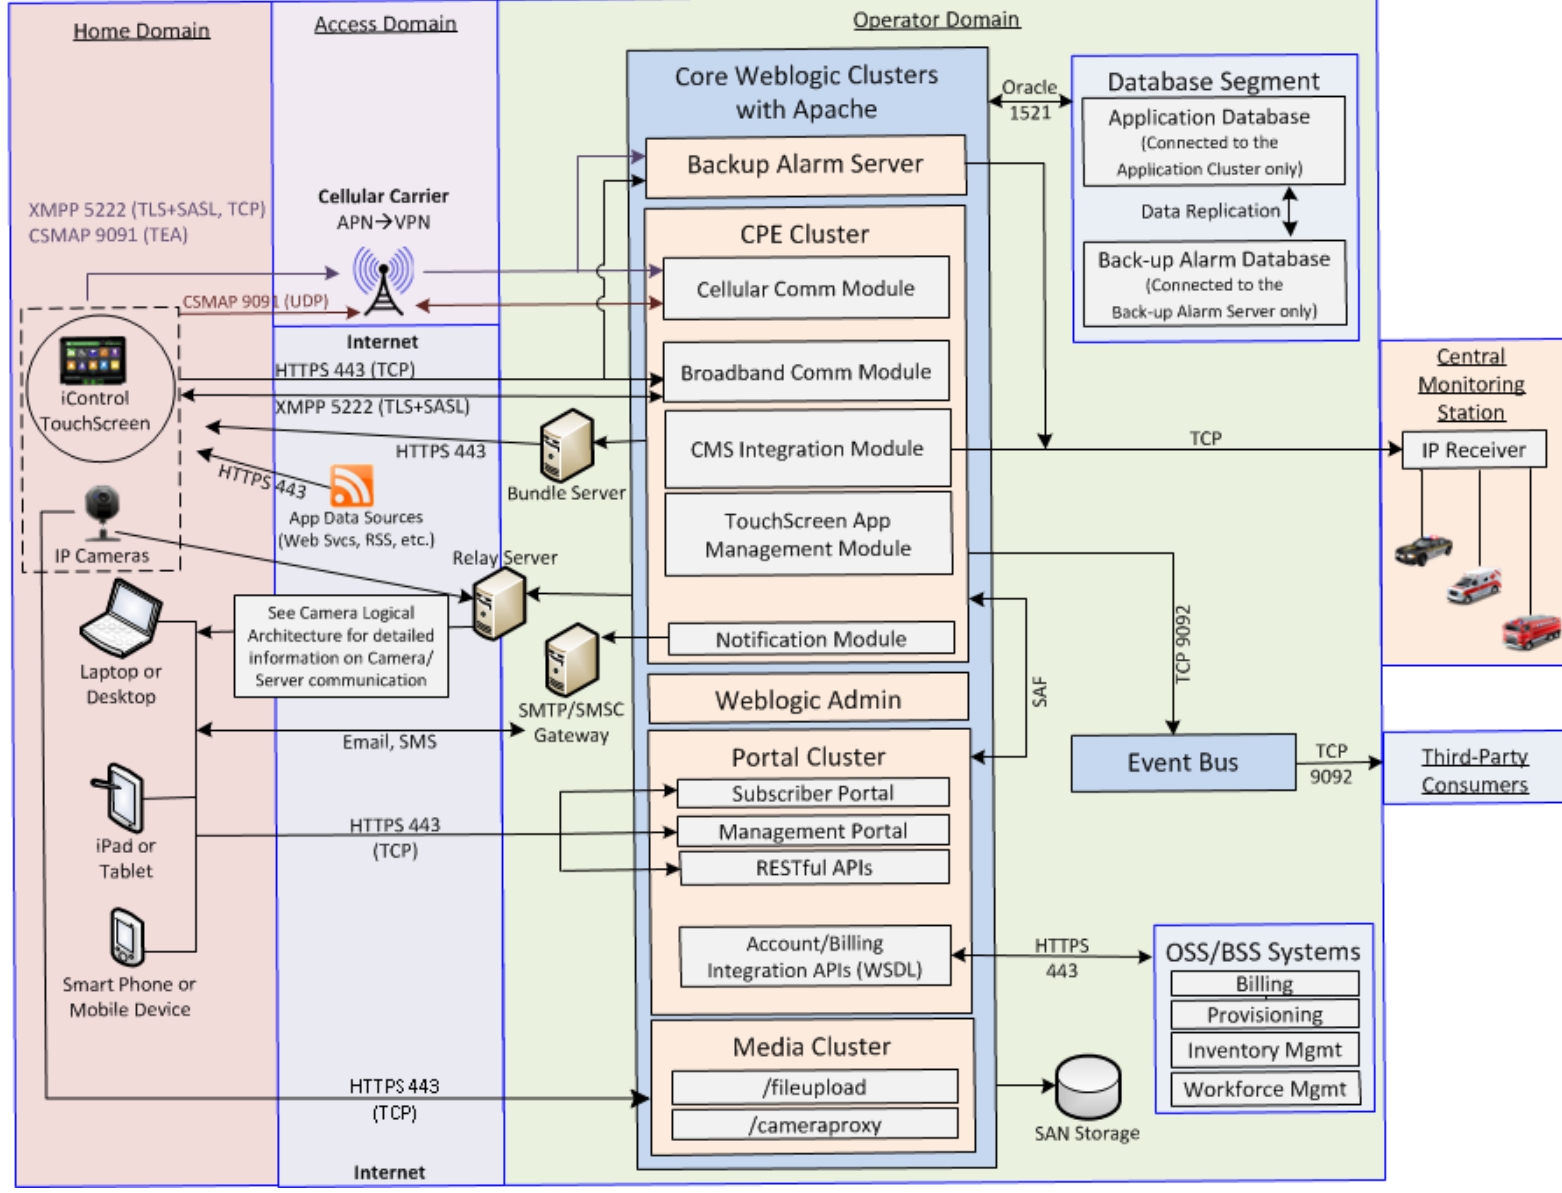 Home Domain
Access Domain
Operator Domain
Core Weblogic Clusters
with Apache
Oracle
1521
Database Segment
Application Database
(Connected to the
Application Cluster only)
Data Replication
Back-up Alarm Database
(Connected to the
Back-up Alarm Server only)
Backup Alarm Server
Cellular Carrier
APN→VPN
XMPP 5222 (TLS+SASL, TCP)
CSMAP 9091 (TEA)
CPE Cluster
Cellular Comm Module
CSMAP 9091 (UDP)
Internet
HTTPS 443 (TCP)
Broadband Comm Module
XMPP 5222 (TLS+SASL)
iControl
TouchScreen
HTTPS 443
Bundle Server
CMS Integration Module
TCP
Central
Monitoring
Station
IP Receiver
HTTPS 443
App Data Sources
(Web Svcs, RSS, etc.)
IP Cameras
Relay Server
TouchScreen App
Management Module
See Camera Logical
Architecture for detailed
information on Camera/
Server communication
Laptop or
Desktop
Notification Module
TCP 9092
SAF
Weblogic Admin
SMTP/SMSC
Gateway
Email, SMS
Portal Cluster
Subscriber Portal
Management Portal
RESTful APIs
Event Bus
TCP
9092
Third-Party
Consumers
iPad or
Tablet
HTTPS 443
(TCP)
Account/Billing
Integration APIs (WSDL)
HTTPS
443
OSS/BSS Systems
Billing
Provisioning
Inventory Mgmt
Workforce Mgmt
Smart Phone or
Mobile Device
Media Cluster
/fileupload
/cameraproxy
HTTPS 443
(TCP)
SAN Storage
Internet